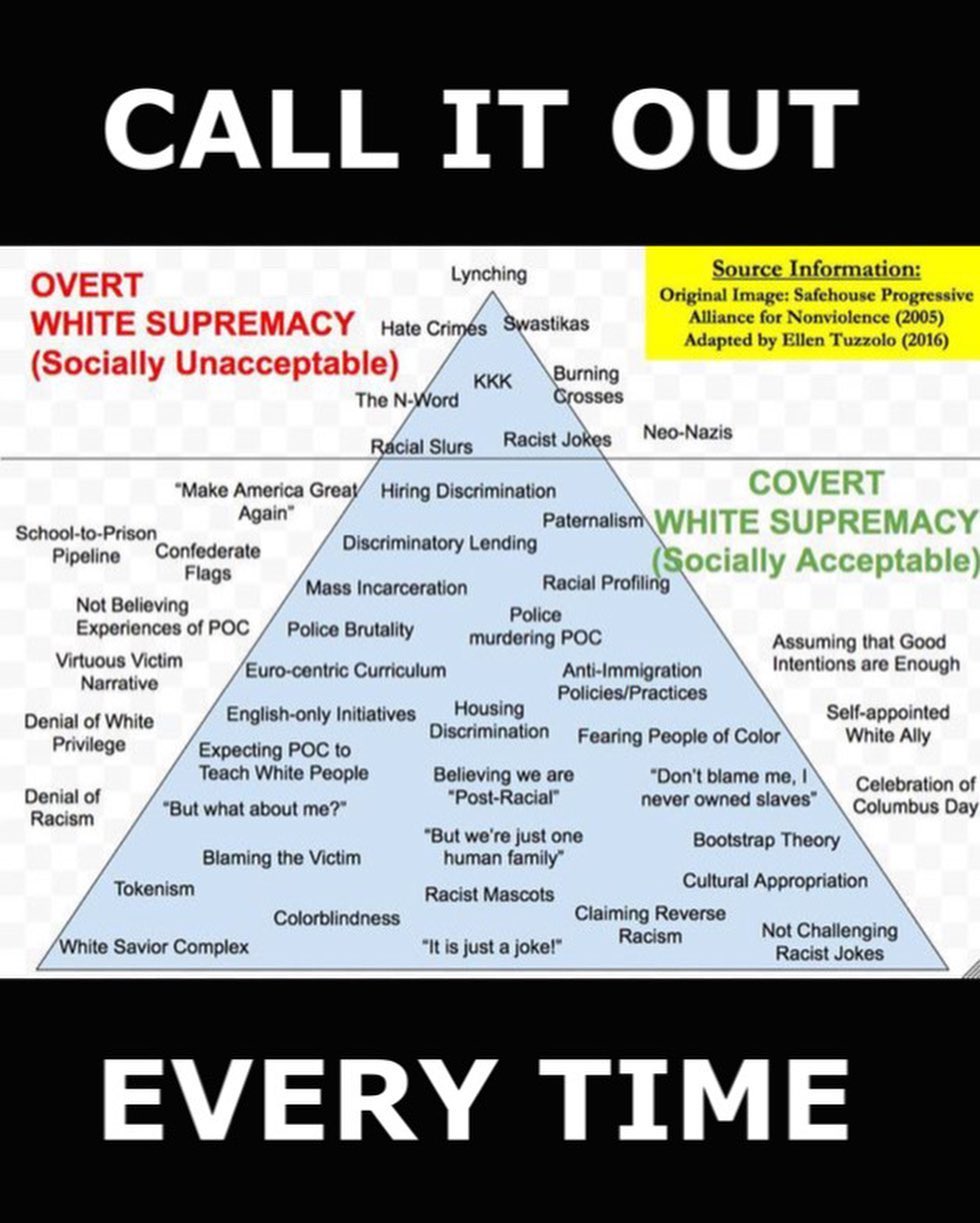 CALL IT OUT
OVERT
WHITE SUPREMACY
(Socially Unacceptable)
Source Information:
Original Image: Safehouse Progressive
Alliance for Nonviolence (2005)
Adapted by Ellen Tuzzolo (2016)
Lynching
Hate Crimes
Swastikas
KKK
Burning
Crosses
The N-Word
Racial Slurs
Racist Jokes
Neo-Nazis
COVERT
WHITE SUPREMACY
(Socially Acceptable)
"Make America Great
Again"
Hiring Discrimination
Paternalism
School-to-Prison
Pipeline
Confederate
Flags
Discriminatory Lending
Mass Incarceration
Racial Profiling
Not Believing
Experiences of POC
Police Brutality
Police
murdering POC
Assuming that Good
Intentions are Enough
Virtuous Victim
Narrative
Euro-centric Curriculum
Anti-Immigration
Policies/Practices
Denial of White
Privilege
English-only Initiatives
Housing
Discrimination
Fearing People of Color
Self-appointed
White Ally
Expecting POC to
Teach White People
Believing we are
"Post-Racial"
"Don't blame me, I
never owned slaves"
Celebration of
Columbus Day
Denial of
Racism
"But what about me?"
"But we're just one
human family"
Bootstrap Theory
Blaming the Victim
Tokenism
Racist Mascots
Cultural Appropriation
Colorblindness
Claiming Reverse
Racism
Not Challenging
Racist Jokes
White Savior Complex
"It is just a joke!"
EVERY TIME